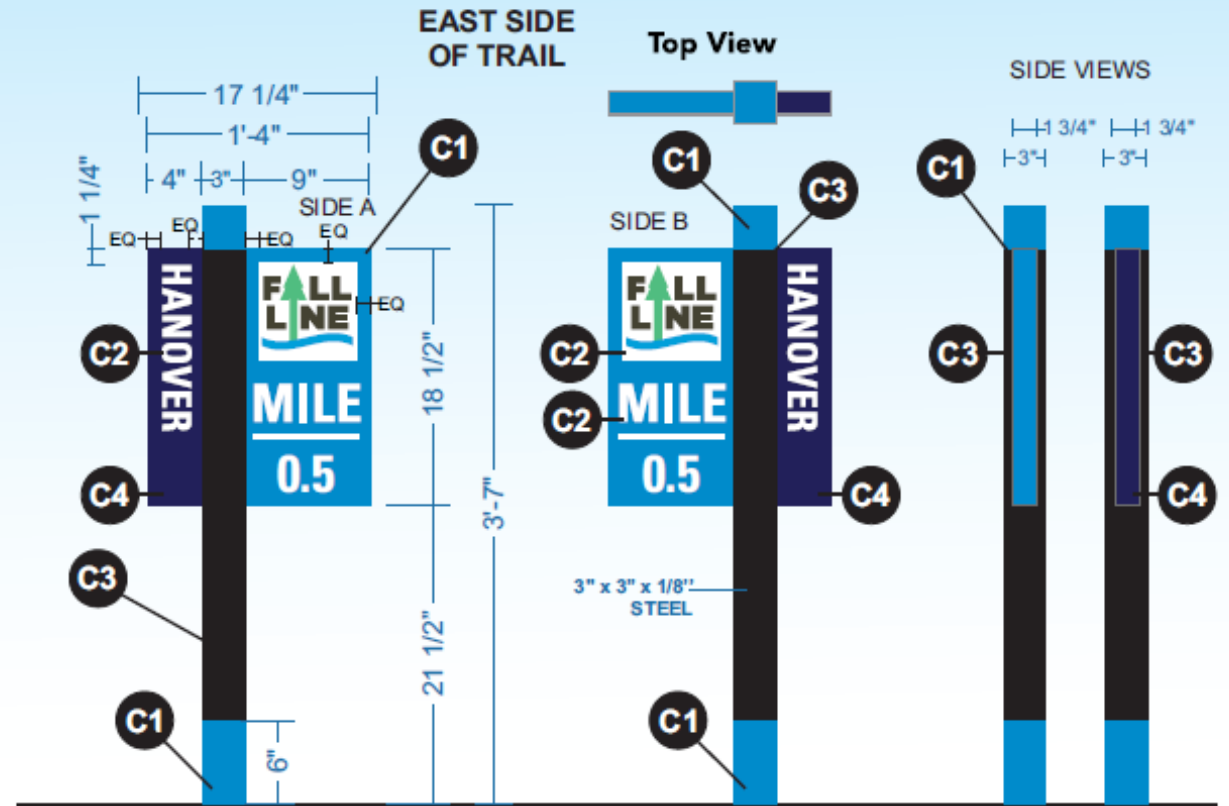 EAST SIDE
OF TRAIL
Top View
SIDE VIEWS
17 1/4"
1'-4"
4"
3"
9"
1 1/4"
C1
C1
C3
C1
1 3/4"
1 3/4"
3"
3"
SIDE A
SIDE B
EQ
EQ
EQ
EQ
EQ
HANOVER
FALL
LINE
MILE
0.5
C2
C4
C3
C1
6"
18 1/2"
21 1/2"
3'-7"
FALL
LINE
MILE
0.5
HANOVER
C2
C2
C4
3" x 3" x 1/8''
STEEL
C1
C3
C3
C4